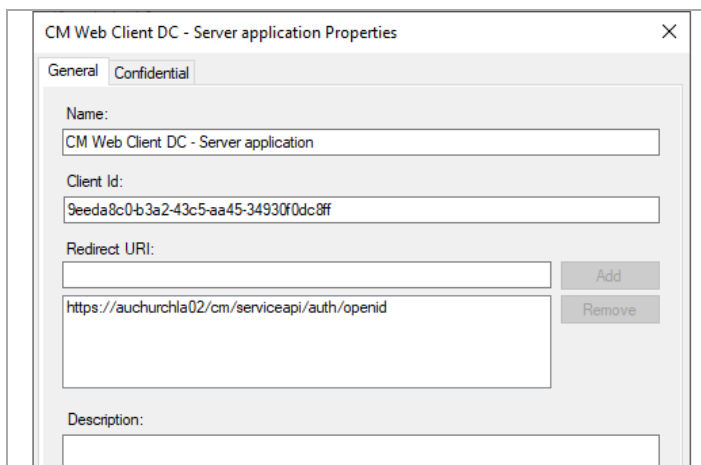 CM Web Client DC - Server application Properties
General Confidential
Name:
CM Web Client DC - Server application
Client Id:
9eeda8c0-b3a2-43c5-aa45-34930f0dc8ff
Redirect URI:
Add
https://auchurchla02/cm/serviceapi/auth/openid
Remove
Description: